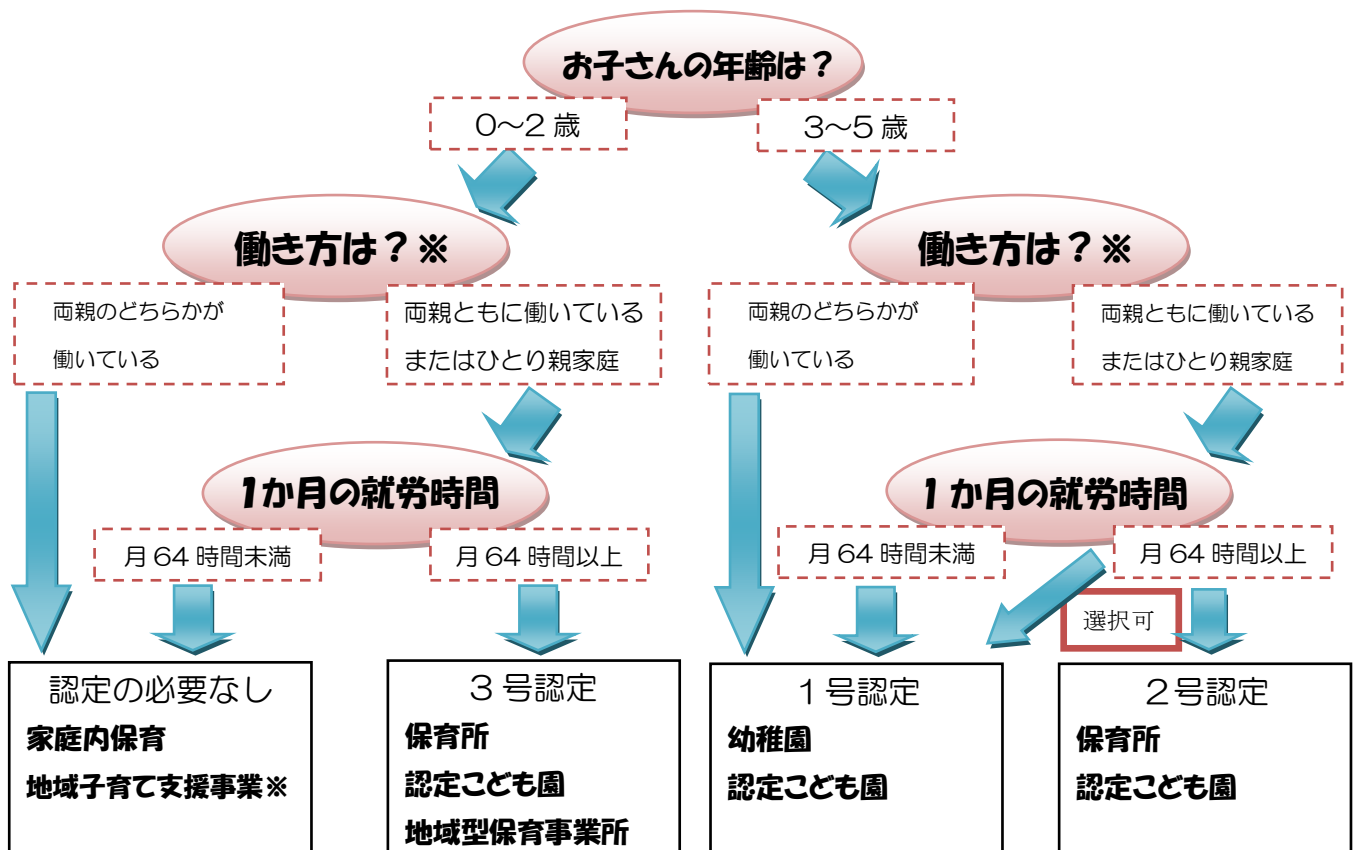 お子さんの年齢は？
0～2歳
3～5歳
働き方は？※
働き方は？※
両親のどちらかが
働いている
両親ともに働いている
またはひとり親家庭
両親のどちらかが
働いている
両親ともに働いている
またはひとり親家庭
1か月の就労時間
1か月の就労時間
月64時間未満
月64時間以上
月64時間未満
月64時間以上
選択可
認定の必要なし
家庭内保育
地域子育て支援事業※
3号認定
保育所
認定こども園
地域型保育事業所
1号認定
幼稚園
認定こども園
2号認定
保育所
認定こども園